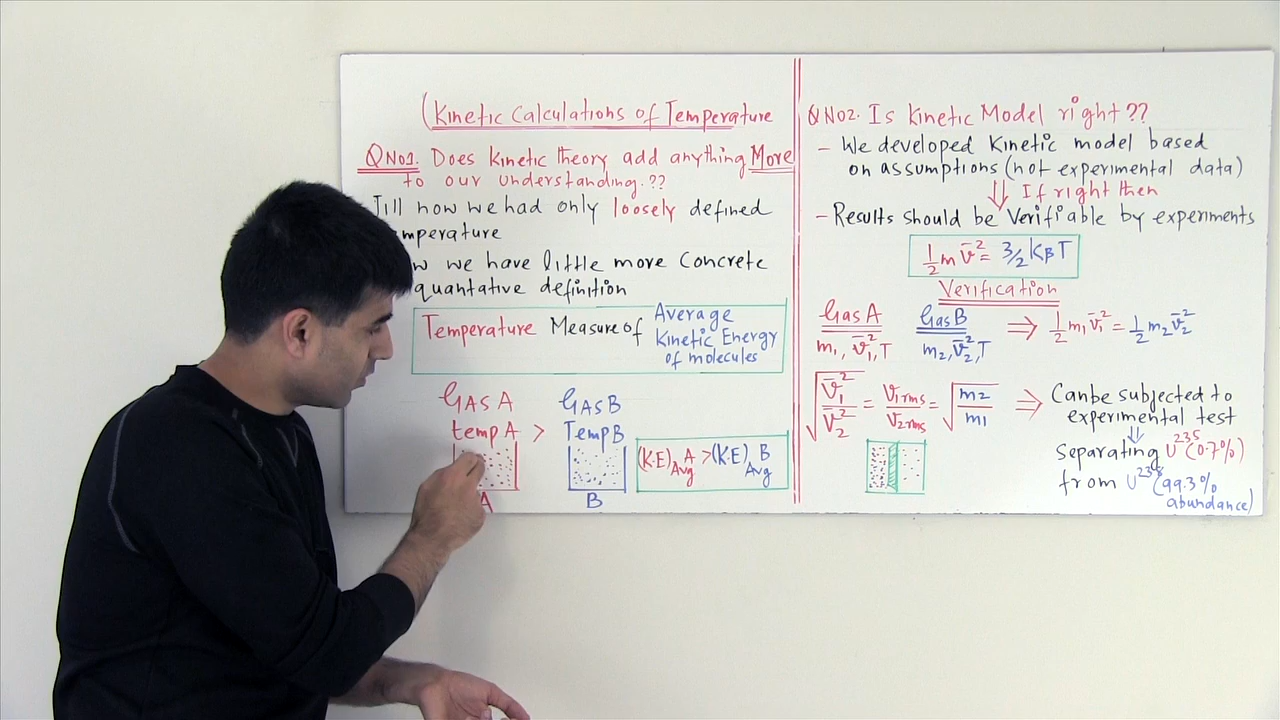 (Kinetic Calculations of Temperature
QNO1. Does kinetic theory add anything More
to our understanding.??
Till now we had only loosely defined
temperature
we have little more Concrete
quantative definition
Temperature Measure of Average
Kinetic Energy
of molecules
GAS A GAS B
temp A > Temp B
(K.E)Avg A > (K.E)Avg B
A B
QNO2. Is Kinetic Model right ??
- We developed Kinetic model based
on assumptions (not experimental data)
⇓ If right then
- Results should be Verifiable by experiments
½ m v̄² = 3/2 KBT
Verification
Gas A Gas B ⇒ ½ m₁ v̄₁² = ½ m₂ v̄₂²
m₁, v̄₁², T m₂, v̄₂², T
√(v̄₁²/v̄₂²) = v1rms/v2rms = √(m2/m1) ⇒ Can be subjected to
experimental test
⇓
separating U²³⁵(0.7%)
from U²³⁸(99.3%
abundance)